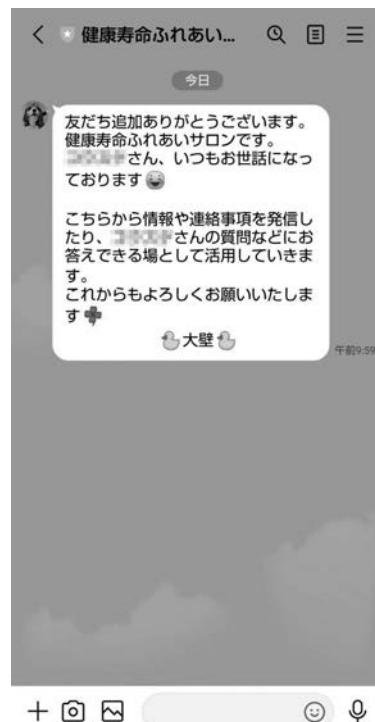 健康寿命ふれあい...
今日
友だち追加ありがとうございます。
健康寿命ふれあいサロンです。
さん、いつもお世話になっ
ております
こちらから情報や連絡事項を発信し
たり、さんの質問などにお
答えできる場として活用していきま
す。
これからもよろしくお願いいたしま
す
大壁
午前9:59